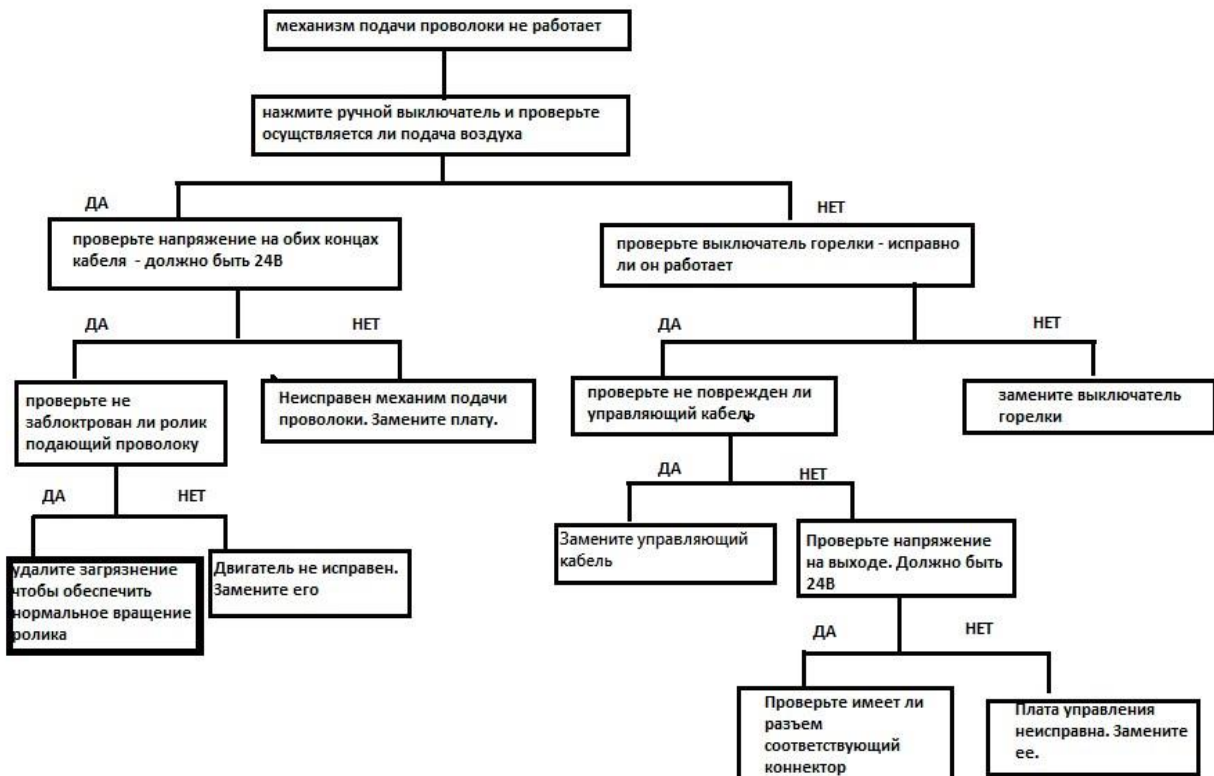 механизм подачи проволоки не работает
нажмите ручной выключатель и проверьте
осущствляется ли подача воздуха
ДА
НЕТ
проверьте напряжение на обих концах
кабеля - должно быть 24В
проверьте выключатель горелки - исправно
ли он работает
ДА
НЕТ
ДА
НЕТ
проверьте не
заблоктрован ли ролик
подающий проволоку
Неисправен механим подачи
проволоки. Замените плату.
проверьте не поврежден ли
управляющий кабель
замените выключатель
горелки
ДА
НЕТ
ДА
НЕТ
удалите загрязнение
чтобы обеспечить
нормальное вращение
ролика
Двигатель не исправен.
Замените его
Замените управляющий
кабель
Проверьте напряжение
на выходе. Должно быть
24В
ДА
НЕТ
Проверьте имеет ли
разъем
соответствующий
коннектор
Плата управления
неисправна. Замените
ее.